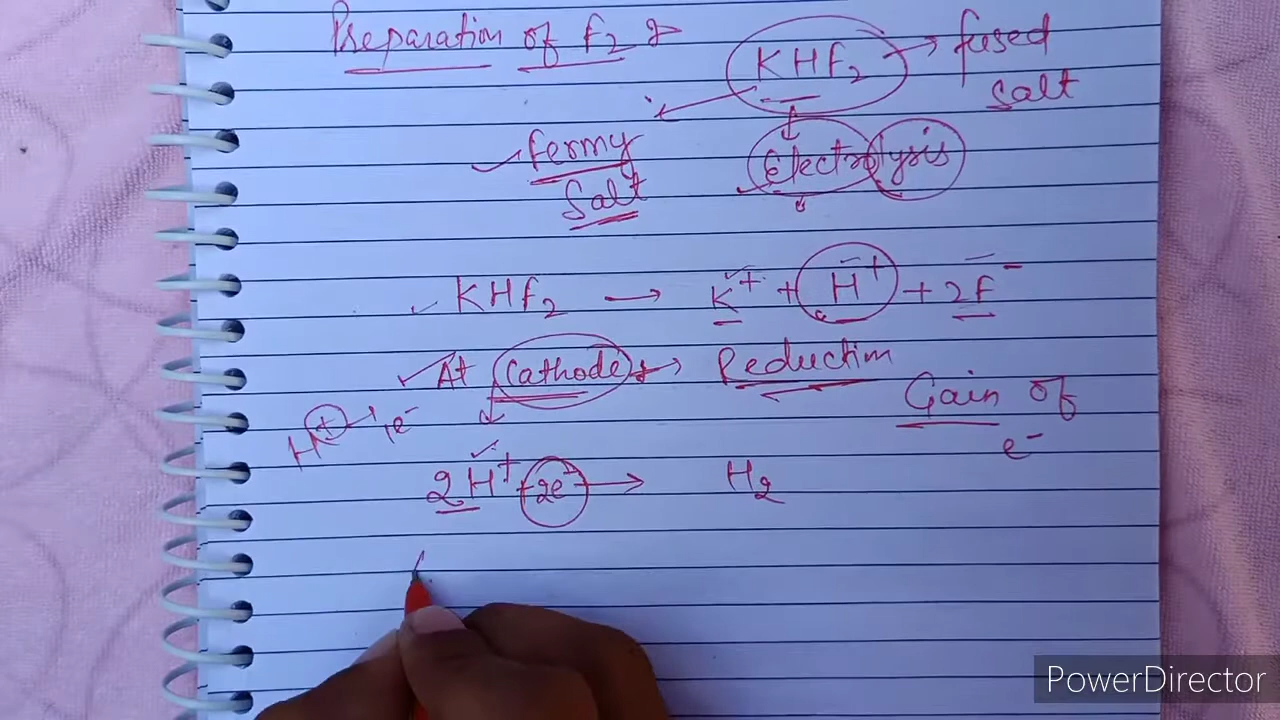 Preparation of F2
KHF2 → fused
Salt
fermy
Salt
Electrolysis
KHF2 → K+ + H+ + 2F-
At Cathode → Reduction
Gain of
e-
H+ 1e-
2H+ + 2e- → H2
PowerDirector